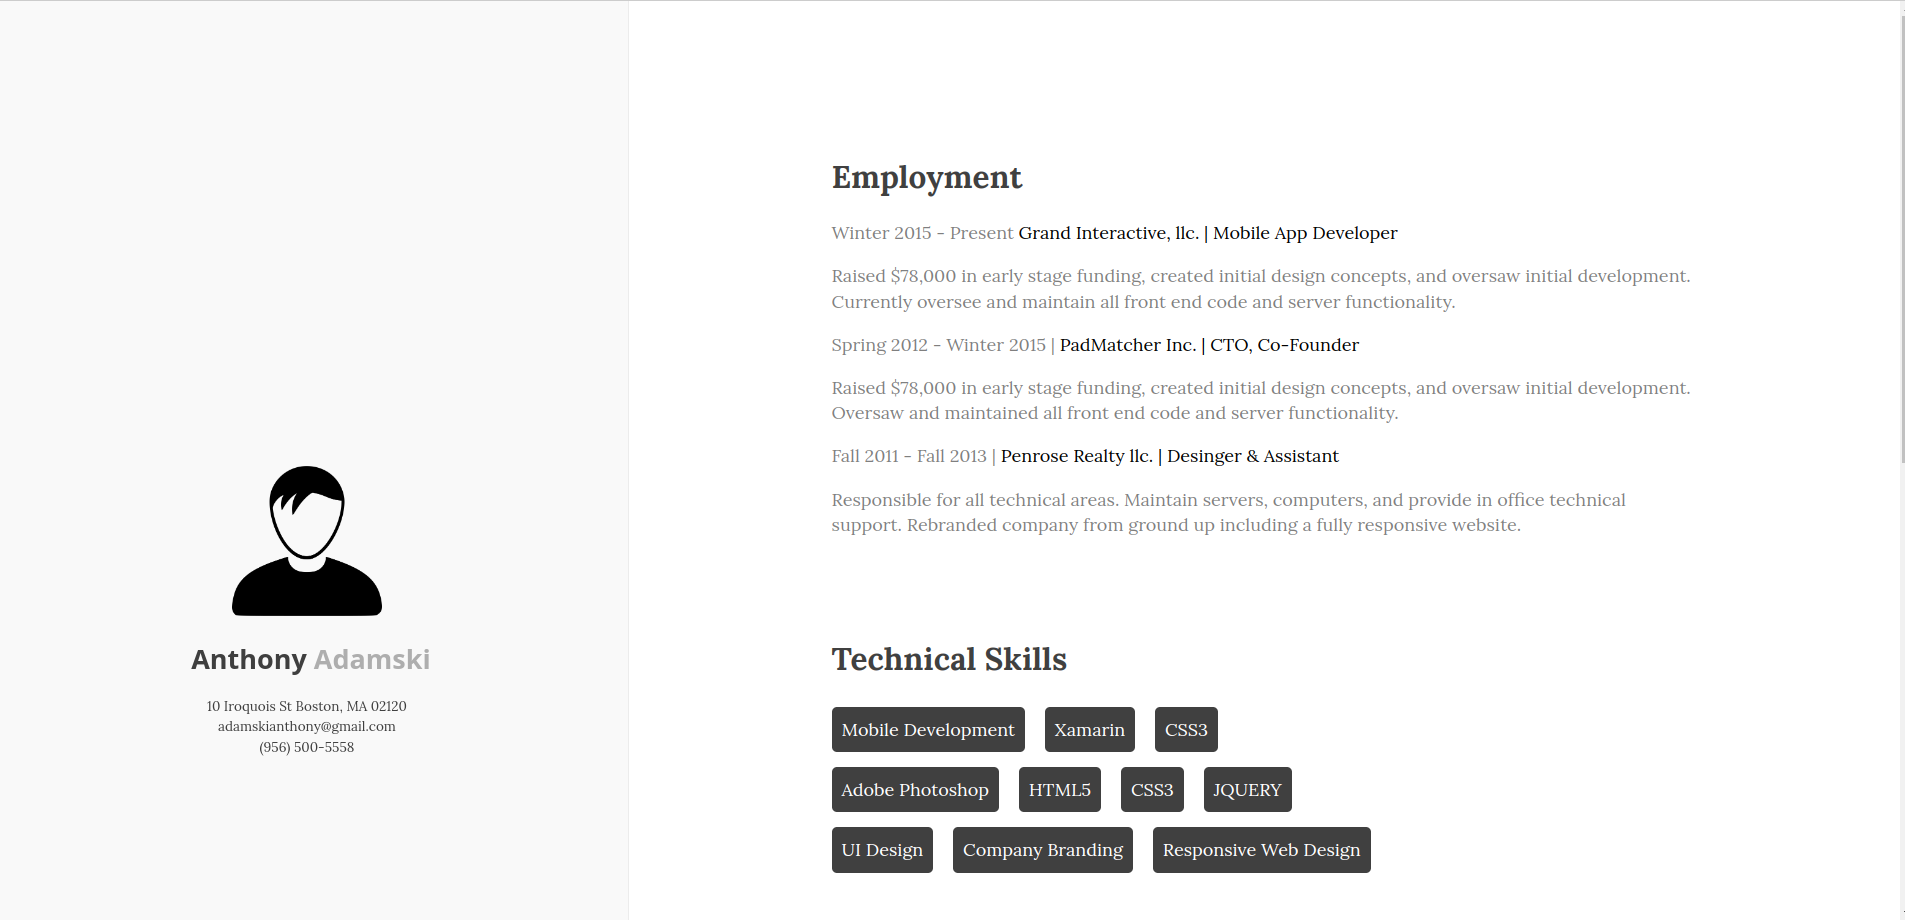 Anthony Adamski
10 Iroquois St Boston, MA 02120
adamskianthony@gmail.com
(956) 500-5558
Employment
Winter 2015 - Present Grand Interactive, llc. | Mobile App Developer
Raised $78,000 in early stage funding, created initial design concepts, and oversaw initial development.
Currently oversee and maintain all front end code and server functionality.
Spring 2012 - Winter 2015 | PadMatcher Inc. | CTO, Co-Founder
Raised $78,000 in early stage funding, created initial design concepts, and oversaw initial development.
Oversaw and maintained all front end code and server functionality.
Fall 2011 - Fall 2013 | Penrose Realty llc. | Desinger & Assistant
Responsible for all technical areas. Maintain servers, computers, and provide in office technical
support. Rebranded company from ground up including a fully responsive website.
Technical Skills
Mobile Development Xamarin CSS3
Adobe Photoshop HTML5 CSS3 JQUERY
UI Design Company Branding Responsive Web Design